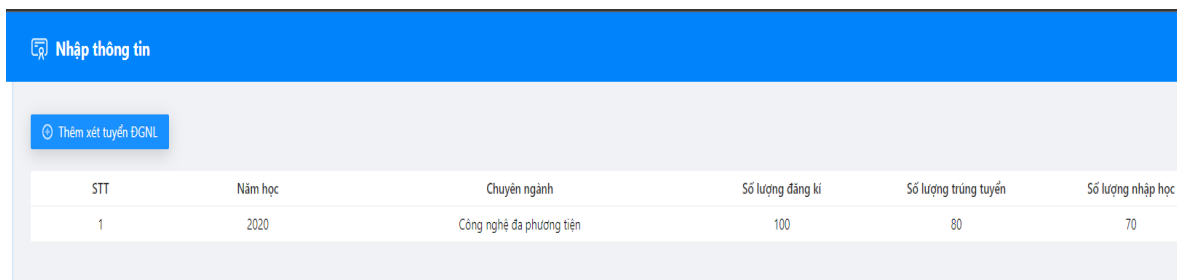 Nhập thông tin
Thêm xét tuyển ĐGNL
STT Năm học Chuyên ngành Số lượng đăng kí Số lượng trúng tuyển Số lượng nhập học
1 2020 Công nghệ đa phương tiện 100 80 70